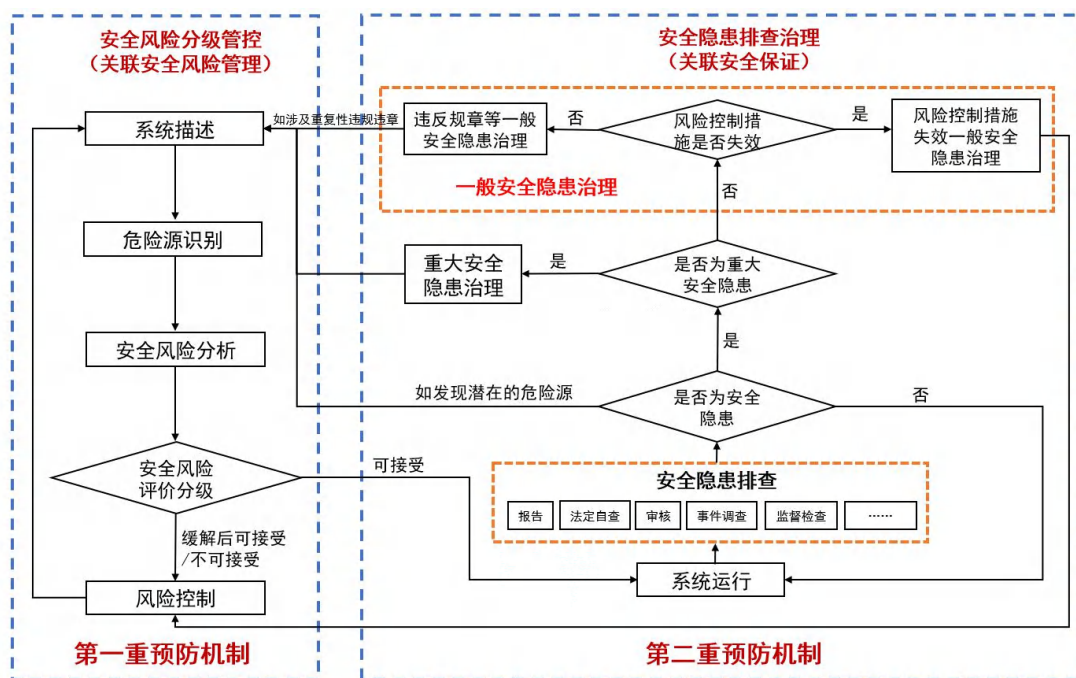 安全风险分级管控
（关联安全风险管理）
系统描述
危险源识别
安全风险分析
安全风险
评价分级
缓解后可接受
/不可接受
风险控制
第一重预防机制
安全隐患排查治理
（关联安全保证）
如涉及重复性违规违章
违反规章等一般
安全隐患治理
否
风险控制措
施是否失效
是
风险控制措施
失效一般安全
隐患治理
一般安全隐患治理
否
重大安全
隐患治理
是
是否为重大
安全隐患
是
如发现潜在的危险源
是否为安全
隐患
否
可接受
安全隐患排查
报告
法定自查
审核
事件调查
监督检查
……
系统运行
第二重预防机制